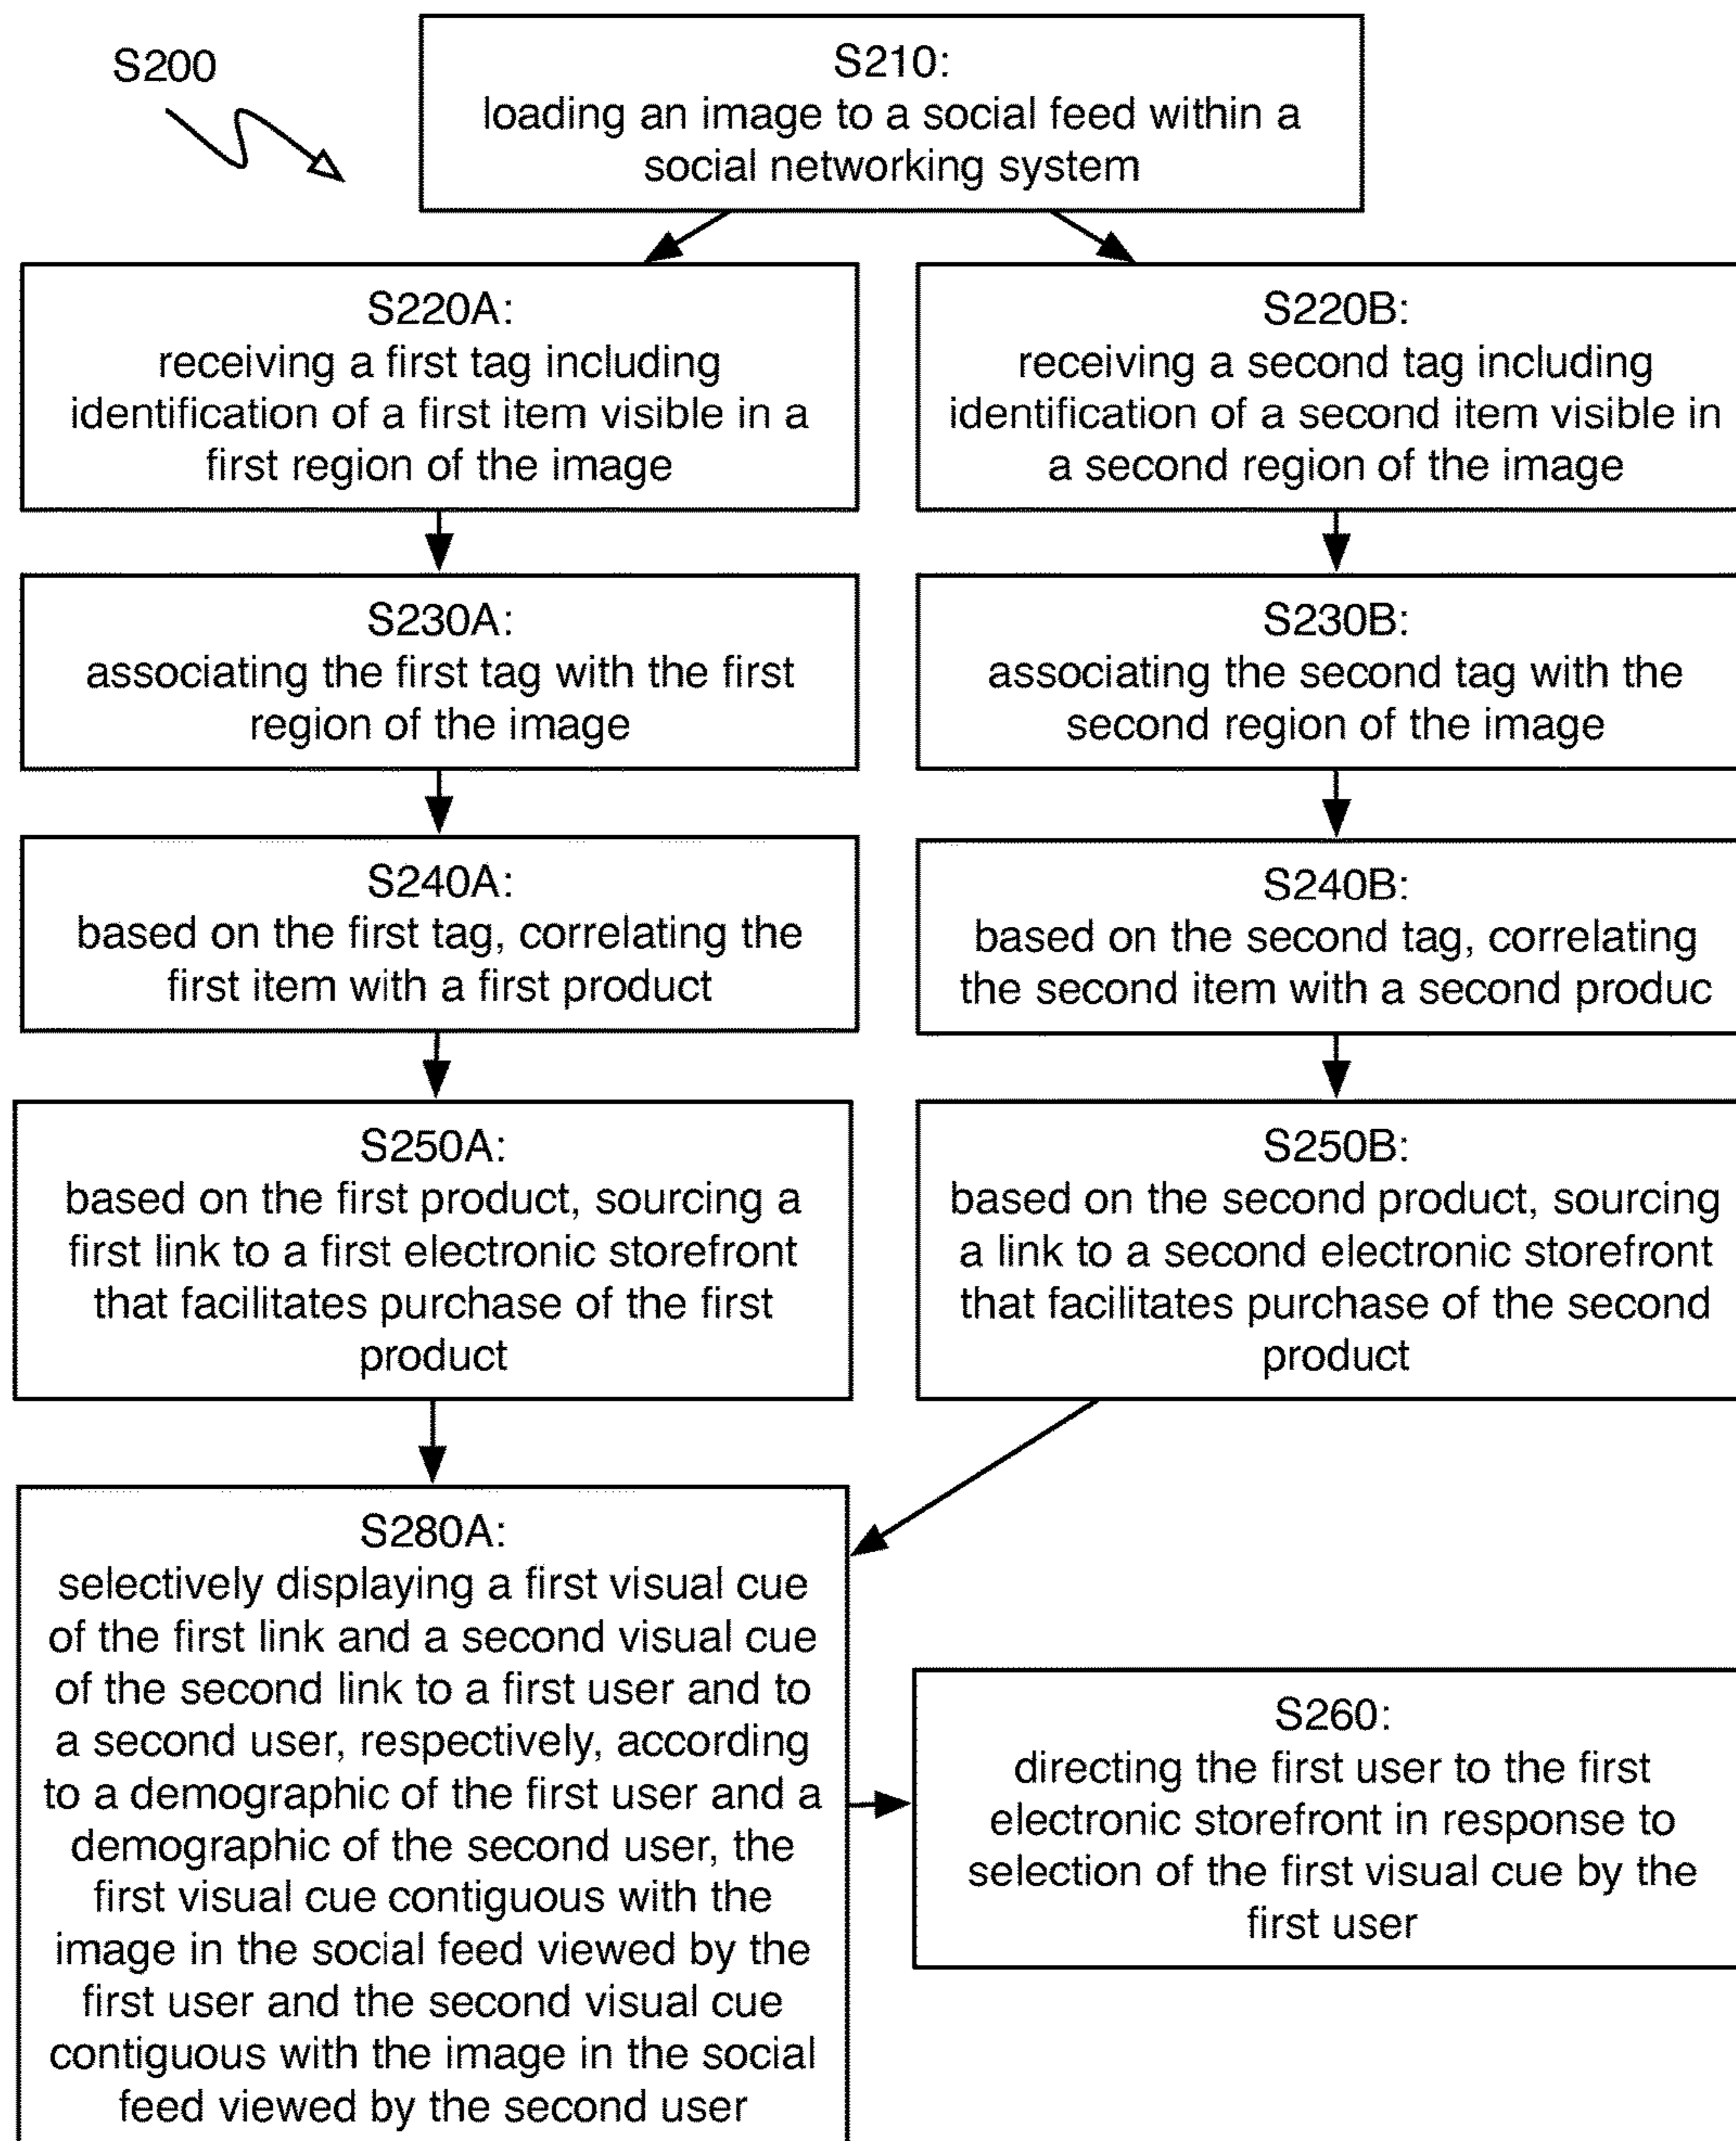 S200
S210:
loading an image to a social feed within a
social networking system
S220A:
receiving a first tag including
identification of a first item visible in a
first region of the image
S220B:
receiving a second tag including
identification of a second item visible in
a second region of the image
S230A:
associating the first tag with the first
region of the image
S230B:
associating the second tag with the
second region of the image
S240A:
based on the first tag, correlating the
first item with a first product
S240B:
based on the second tag, correlating
the second item with a second produc
S250A:
based on the first product, sourcing a
first link to a first electronic storefront
that facilitates purchase of the first
product
S250B:
based on the second product, sourcing
a link to a second electronic storefront
that facilitates purchase of the second
product
S280A:
selectively displaying a first visual cue
of the first link and a second visual cue
of the second link to a first user and to
a second user, respectively, according
to a demographic of the first user and a
demographic of the second user, the
first visual cue contiguous with the
image in the social feed viewed by the
first user and the second visual cue
contiguous with the image in the social
feed viewed by the second user
S260:
directing the first user to the first
electronic storefront in response to
selection of the first visual cue by the
first user